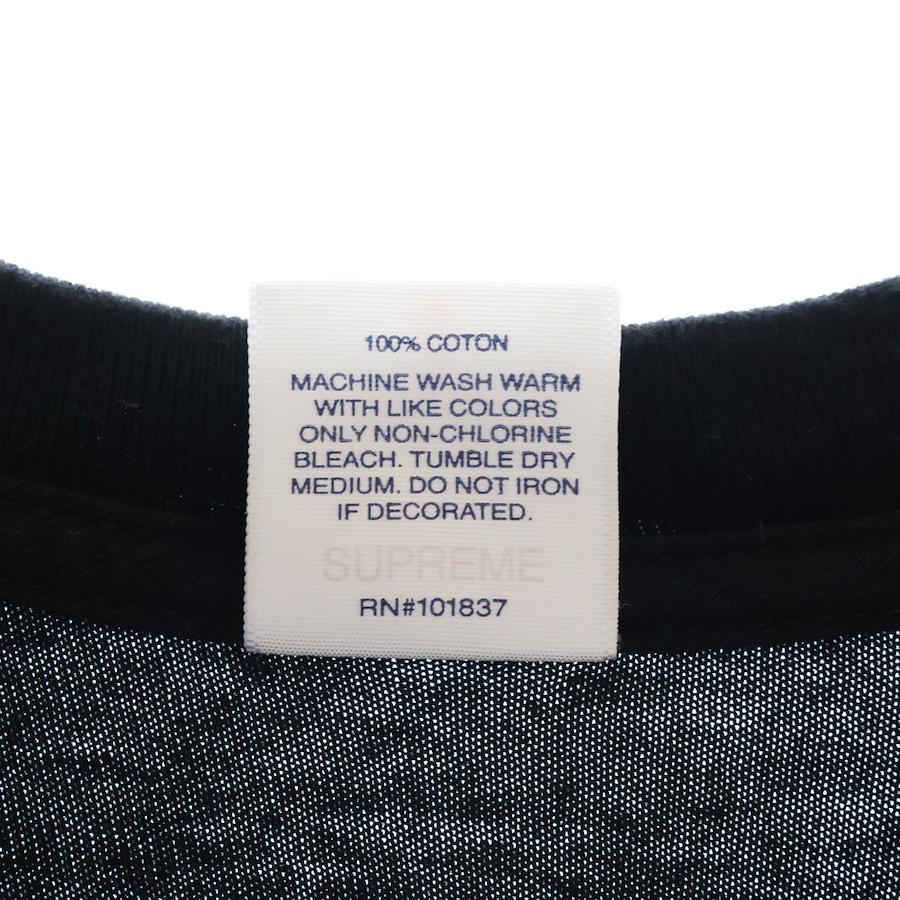 100% COTON
MACHINE WASH WARM
WITH LIKE COLORS
ONLY NON-CHLORINE
BLEACH. TUMBLE DRY
MEDIUM. DO NOT IRON
IF DECORATED.
SUPREME
RN#101837